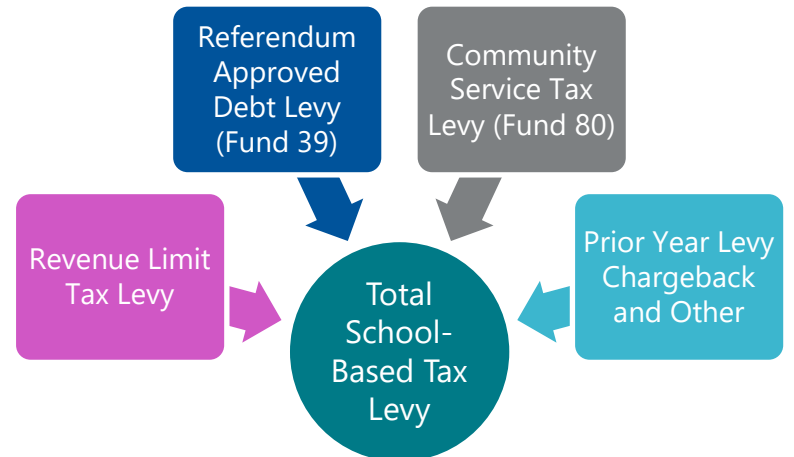 Referendum
Approved
Debt Levy
(Fund 39)
Community
Service Tax
Levy (Fund 80)
Revenue Limit
Tax Levy
Prior Year Levy
Chargeback
and Other
Total
School-
Based Tax
Levy